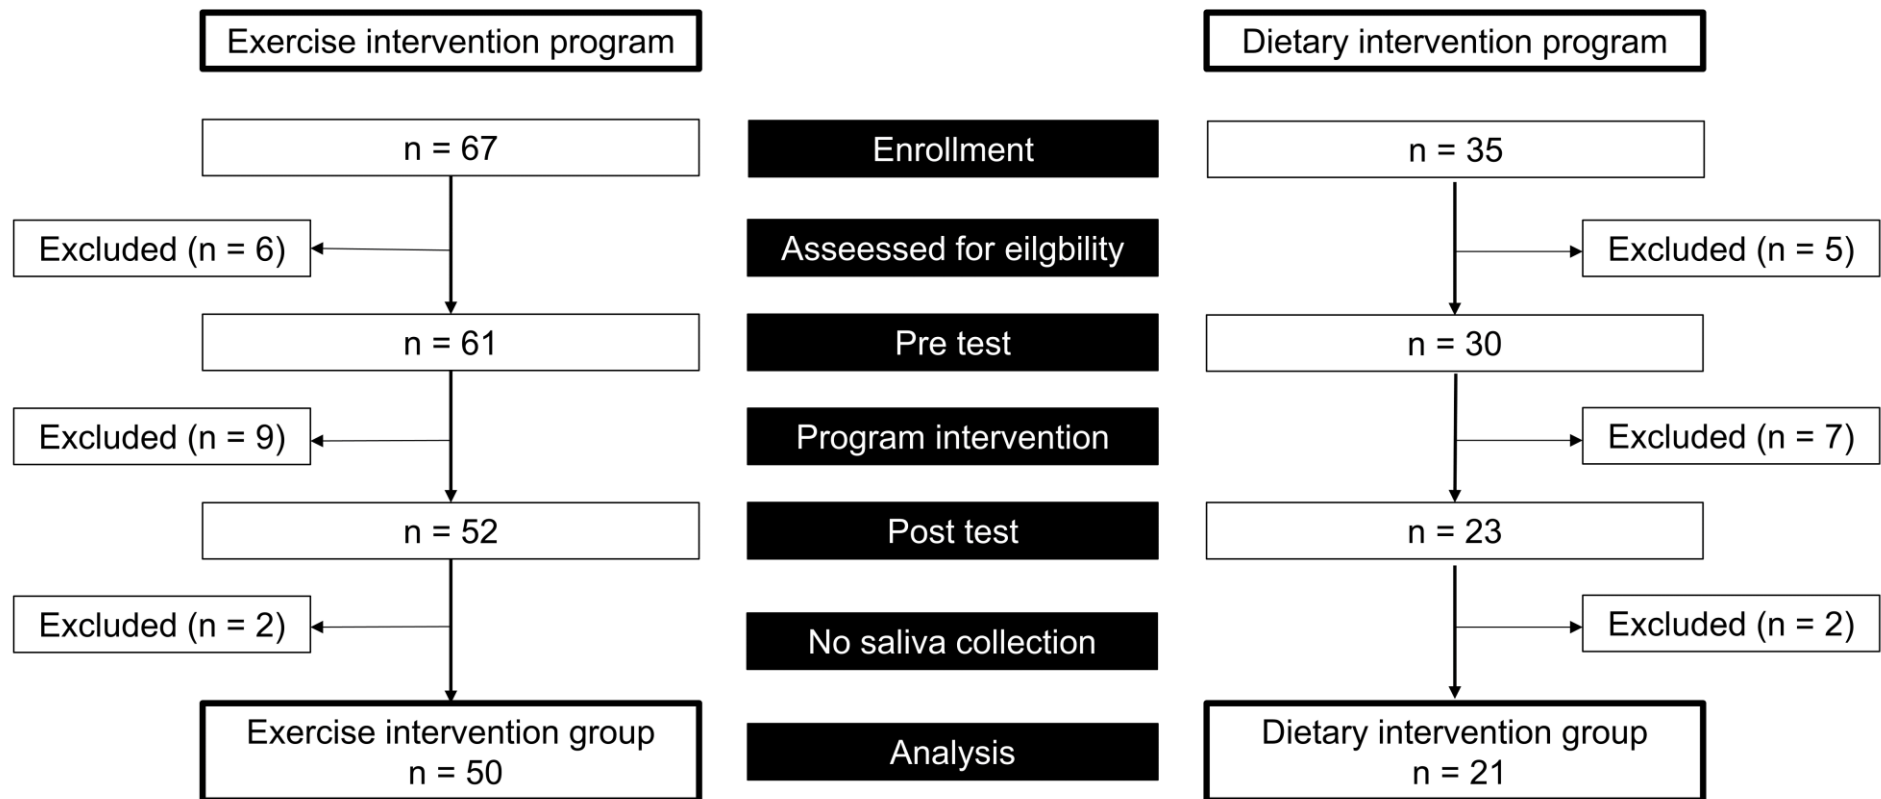 Exercise intervention program
Dietary intervention program
n = 67
Enrollment
n = 35
Excluded (n = 6)
Asseessed for eilgbility
Excluded (n = 5)
n = 61
Pre test
n = 30
Excluded (n = 9)
Program intervention
Excluded (n = 7)
n = 52
Post test
n = 23
Excluded (n = 2)
No saliva collection
Excluded (n = 2)
Exercise intervention group
n = 50
Analysis
Dietary intervention group
n = 21